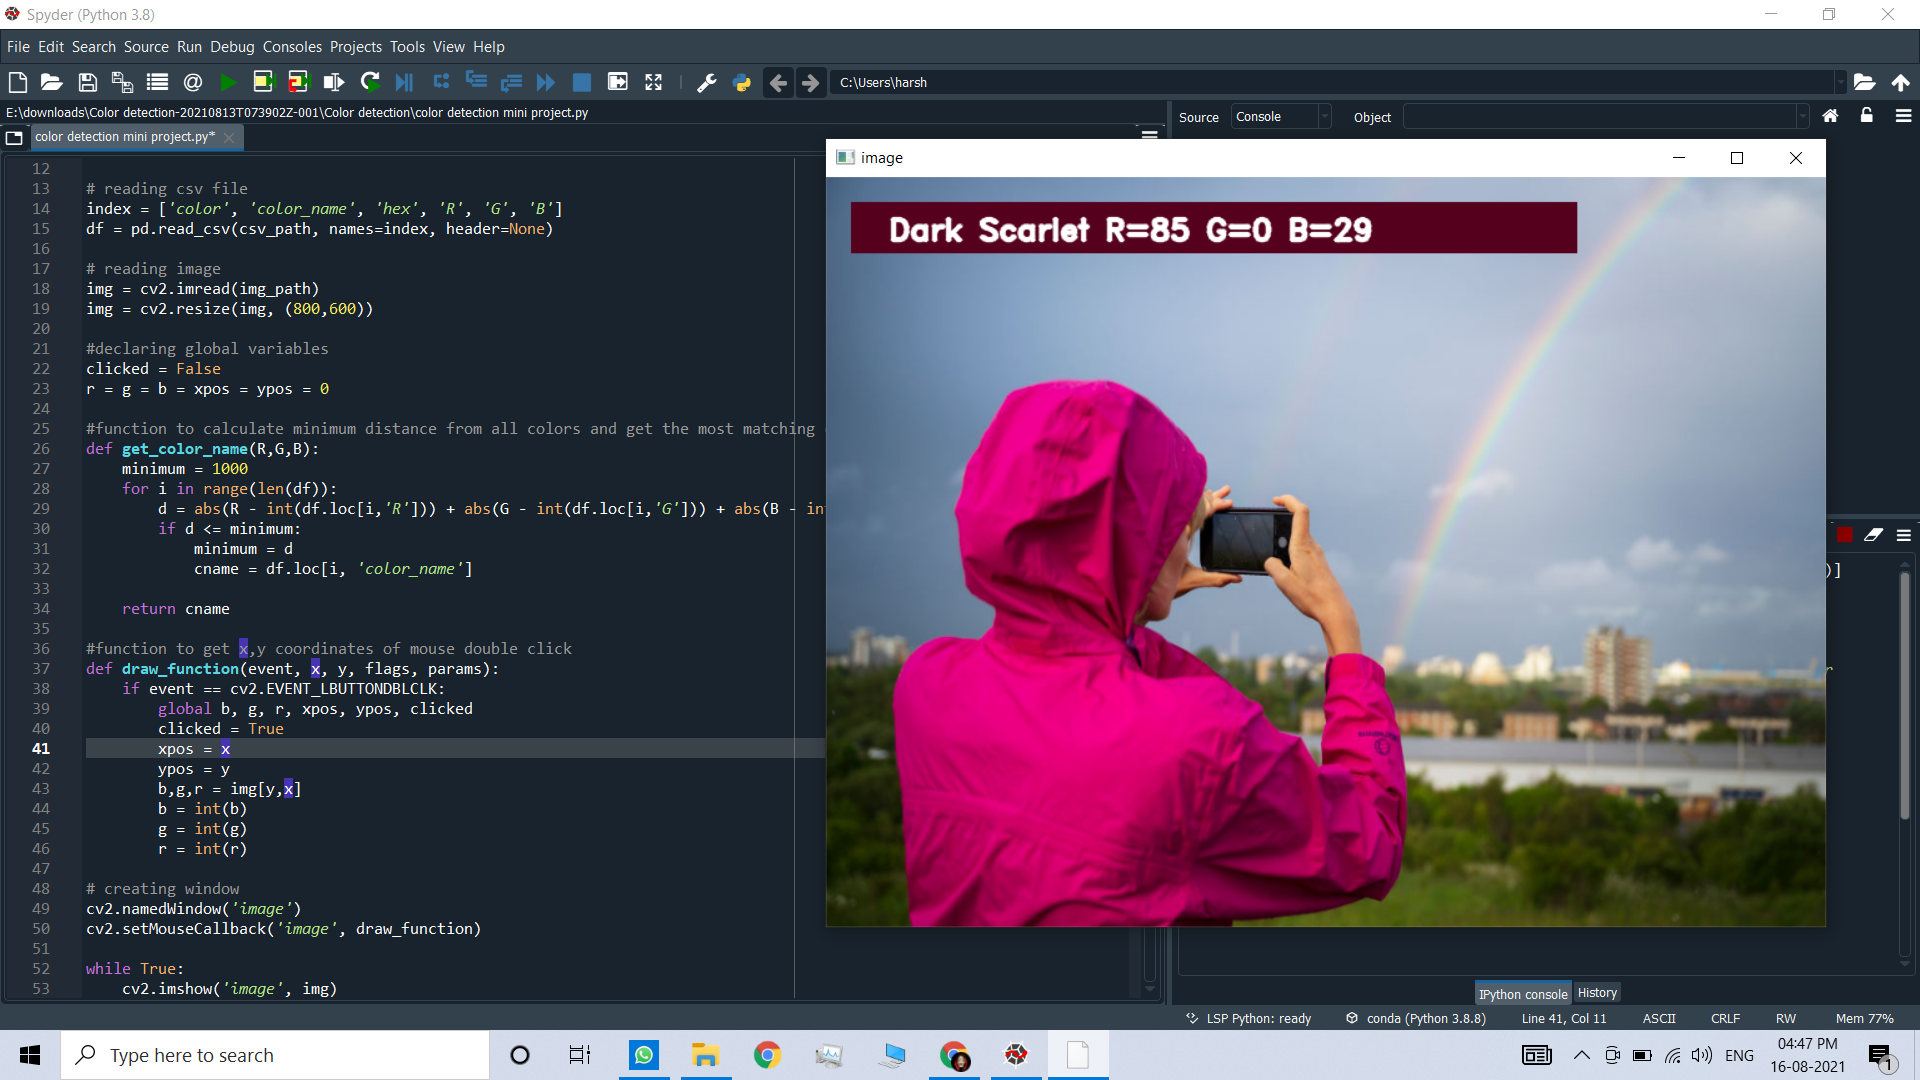 Spyder (Python 3.8)
File Edit Search Source Run Debug Consoles Projects Tools View Help
C:\Users\harsh
E:\downloads\Color detection-20210813T073902Z-001\Color detection\color detection mini project.py
Source Console Object
color detection mini project.py*
12
13 # reading csv file
14 index = ['color', 'color_name', 'hex', 'R', 'G', 'B']
15 df = pd.read_csv(csv_path, names=index, header=None)
16
17 # reading image
18 img = cv2.imread(img_path)
19 img = cv2.resize(img, (800,600))
20
21 #declaring global variables
22 clicked = False
23 r = g = b = xpos = ypos = 0
24
25 #function to calculate minimum distance from all colors and get the most matching
26 def get_color_name(R,G,B):
27 minimum = 1000
28 for i in range(len(df)):
29 d = abs(R - int(df.loc[i,'R'])) + abs(G - int(df.loc[i,'G'])) + abs(B - in
30 if d <= minimum:
31 minimum = d
32 cname = df.loc[i, 'color_name']
33
34 return cname
35
36 #function to get x,y coordinates of mouse double click
37 def draw_function(event, x, y, flags, params):
38 if event == cv2.EVENT_LBUTTONDBLCLK:
39 global b, g, r, xpos, ypos, clicked
40 clicked = True
41 xpos = x
42 ypos = y
43 b,g,r = img[y,x]
44 b = int(b)
45 g = int(g)
46 r = int(r)
47
48 # creating window
49 cv2.namedWindow('image')
50 cv2.setMouseCallback('image', draw_function)
51
52 while True:
53 cv2.imshow('image', img)
image
Dark Scarlet R=85 G=0 B=29
)]
r
IPython console History
LSP Python: ready conda (Python 3.8.8) Line 41, Col 11 ASCII CRLF RW Mem 77%
Type here to search
ENG
04:47 PM
16-08-2021
1